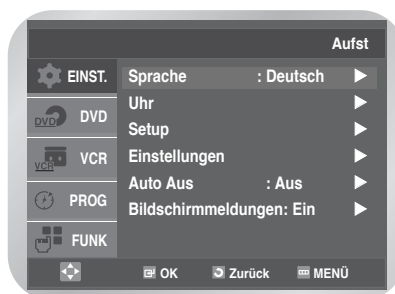 Aufst
EINST.
DVD
VCR
PROG
FUNK
Sprache : Deutsch
Uhr
Setup
Einstellungen
Auto Aus : Aus
Bildschirmmeldungen: Ein
DVD
VCR
OK Zurück MENÜ